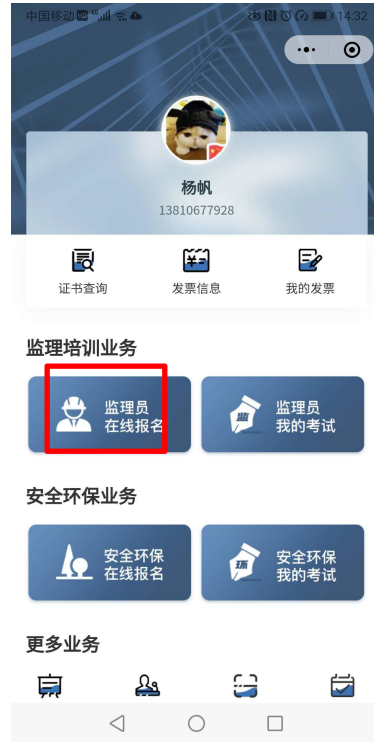 中国移动 HD 46 14:32
杨帆
13810677928
证书查询 发票信息 我的发票
监理培训业务
监理员 在线报名
监 监理员 我的考试
安全环保业务
安全环保 在线报名
环 安全环保 我的考试
更多业务